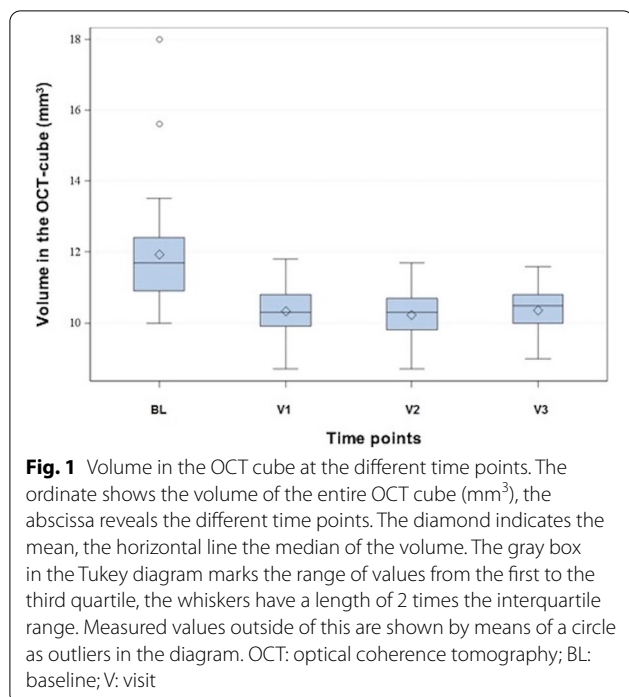 18
16
14
12
10
Volume in the OCT-cube (mm³)
BL V1 V2 V3
Time points
Fig. 1 Volume in the OCT cube at the different time points. The
ordinate shows the volume of the entire OCT cube (mm³), the
abscissa reveals the different time points. The diamond indicates the
mean, the horizontal line the median of the volume. The gray box
in the Tukey diagram marks the range of values from the first to the
third quartile, the whiskers have a length of 2 times the interquartile
range. Measured values outside of this are shown by means of a circle
as outliers in the diagram. OCT: optical coherence tomography; BL:
baseline; V: visit